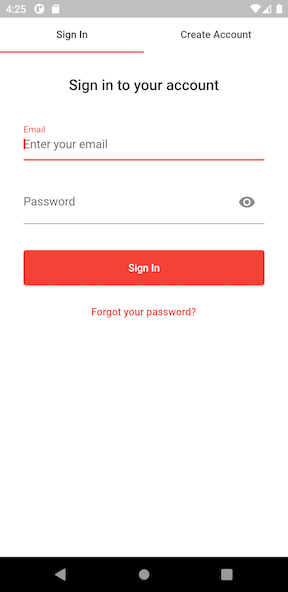 4:25
Sign In
Create Account
Sign in to your account
Email
Enter your email
Password
Sign In
Forgot your password?